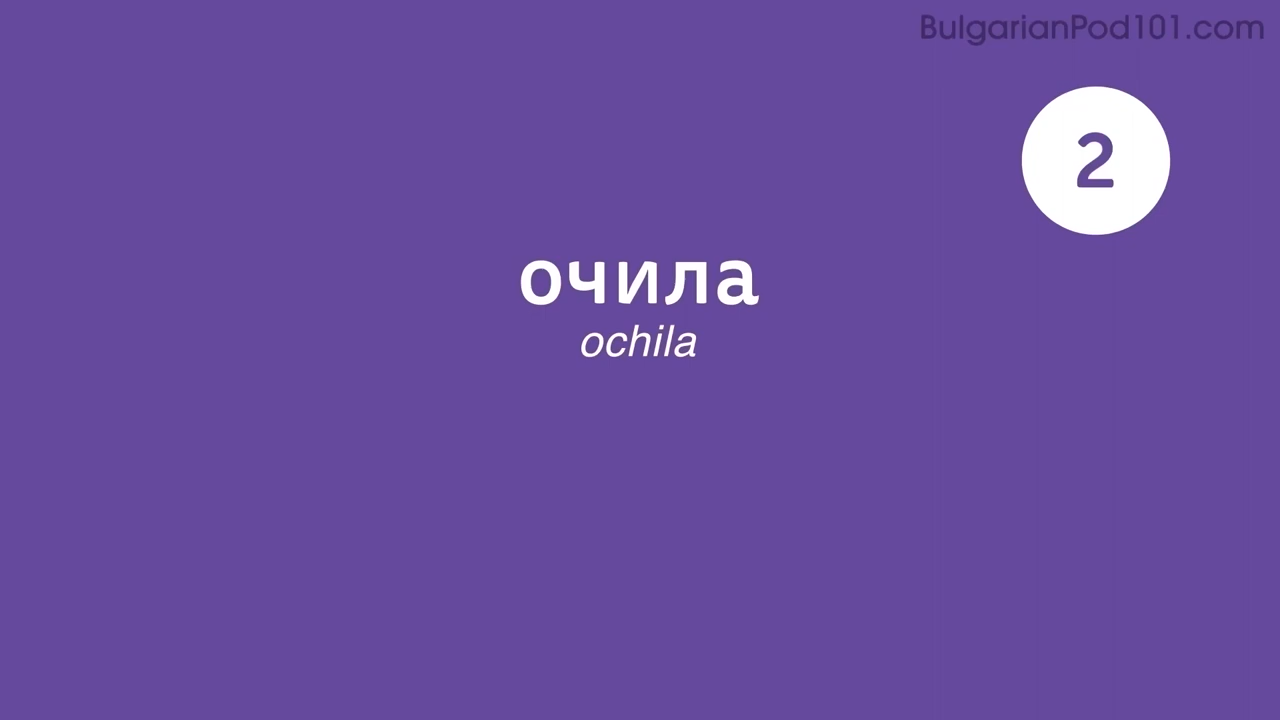 BulgarianPod101.com
2
очила
ochila